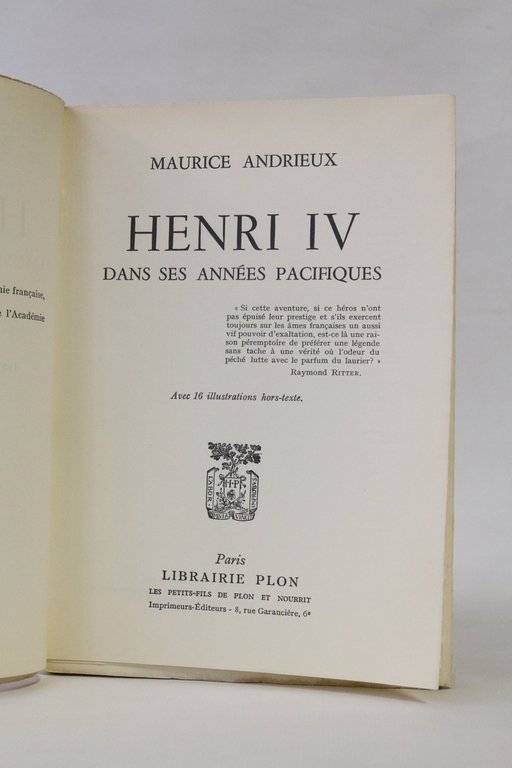 nie française,
e l'Académie
MAURICE ANDRIEUX
HENRI IV
DANS SES ANNÉES PACIFIQUES
« Si cette aventure, si ce héros n'ont
pas épuisé leur prestige et s'ils exercent
toujours sur les âmes françaises un aussi
vif pouvoir d'exaltation, est-ce là une rai-
son péremptoire de préférer une légende
sans tache à une vérité où l'odeur du
péché lutte avec le parfum du laurier? »
Raymond RITTER.
Avec 16 illustrations hors-texte.
LABOR
H·P
Paris
LIBRAIRIE PLON
LES PETITS-FILS DE PLON ET NOURRIT
Imprimeurs-Éditeurs - 8, rue Garancière, 6e